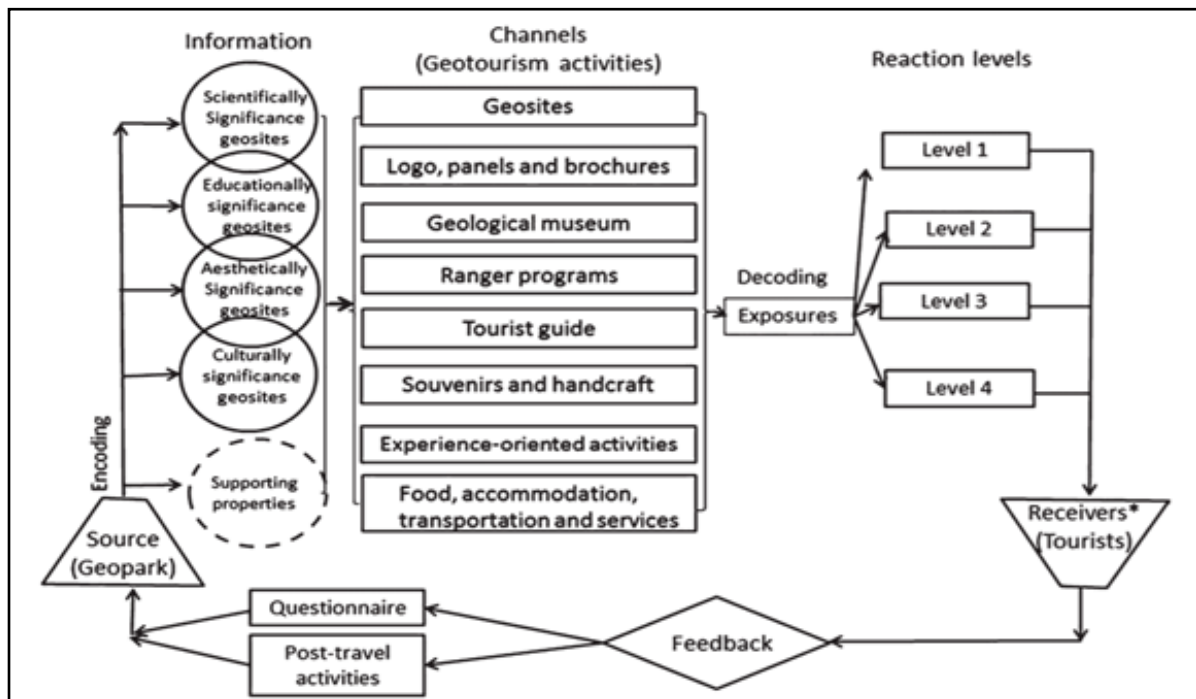 Information
Scientifically
Significance
geosites
Educationally
significance
geosites
Aesthetically
Significance
geosites
Culturally
significance
geosites
Supporting
properties
Encoding
Source
(Geopark)
Channels
(Geotourism activities)
Geosites
Logo, panels and brochures
Geological museum
Ranger programs
Tourist guide
Souvenirs and handcraft
Experience-oriented activities
Food, accommodation,
transportation and services
Decoding
Exposures
Reaction levels
Level 1
Level 2
Level 3
Level 4
Receivers*
(Tourists)
Feedback
Questionnaire
Post-travel
activities